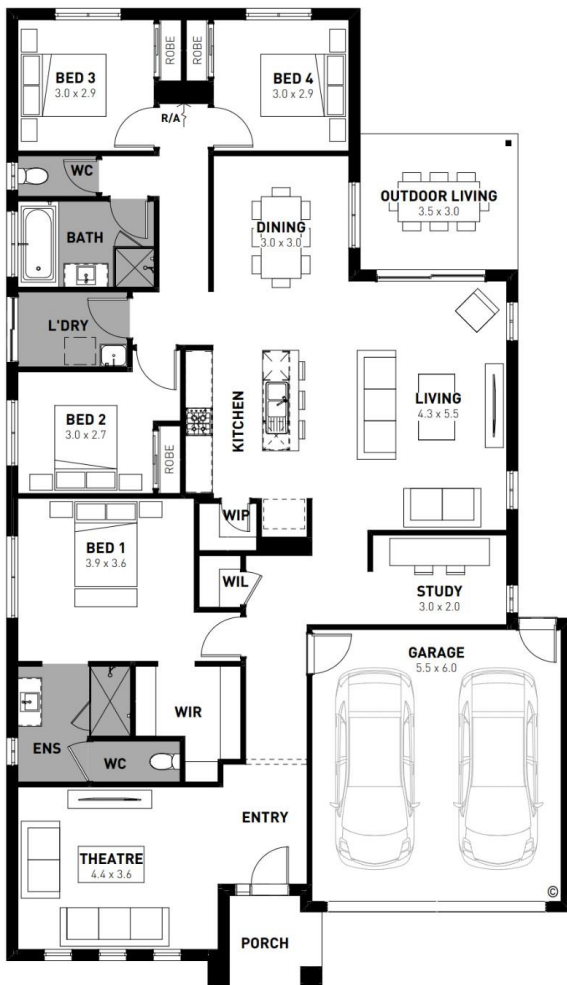 BED 3
3.0 x 2.9
ROBE
ROBE
BED 4
3.0 x 2.9
R/A
WC
OUTDOOR LIVING
3.5 x 3.0
BATH
DINING
3.0 x 3.0
L'DRY
BED 2
3.0 x 2.7
ROBE
KITCHEN
LIVING
4.3 x 5.5
WIP
BED 1
3.9 x 3.6
WIL
STUDY
3.0 x 2.0
GARAGE
5.5 x 6.0
WIR
ENS
WC
ENTRY
THEATRE
4.4 x 3.6
©
PORCH